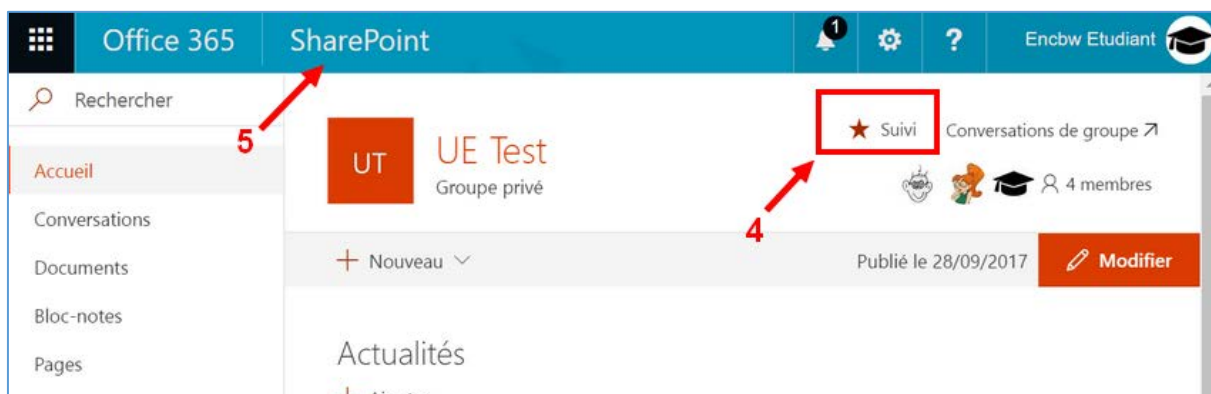 Office 365 SharePoint 1 ? Encbw Etudiant
Rechercher
5
Suivi Conversations de groupe
UT UE Test
Accueil
Groupe privé
4 membres
4
Conversations
Documents
Nouveau Publié le 28/09/2017 Modifier
Bloc-notes
Actualités
Pages